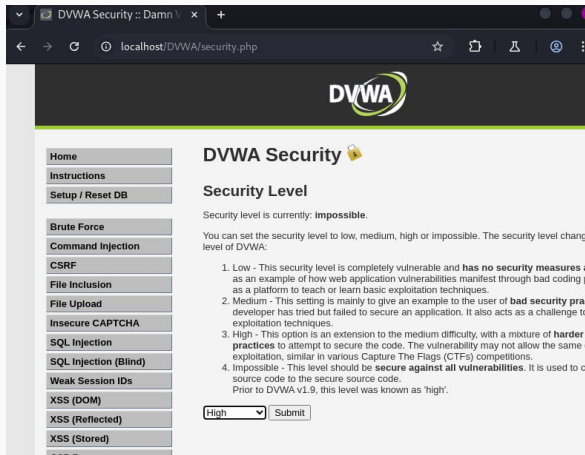 DVWA Security :: Damn V
localhost/DVWA/security.php
DVWA
Home
Instructions
Setup / Reset DB
Brute Force
Command Injection
CSRF
File Inclusion
File Upload
Insecure CAPTCHA
SQL Injection
SQL Injection (Blind)
Weak Session IDs
XSS (DOM)
XSS (Reflected)
XSS (Stored)
DVWA Security
Security Level
Security level is currently: impossible.
You can set the security level to low, medium, high or impossible. The security level chang
level of DVWA:
1. Low - This security level is completely vulnerable and has no security measures a
as an example of how web application vulnerabilities manifest through bad coding p
as a platform to teach or learn basic exploitation techniques.
2. Medium - This setting is mainly to give an example to the user of bad security pra
developer has tried but failed to secure an application. It also acts as a challenge to
exploitation techniques.
3. High - This option is an extension to the medium difficulty, with a mixture of harder
practices to attempt to secure the code. The vulnerability may not allow the same
exploitation, similar in various Capture The Flags (CTFs) competitions.
4. Impossible - This level should be secure against all vulnerabilities. It is used to c
source code to the secure source code.
Prior to DVWA v1.9, this level was known as 'high'.
High
Submit